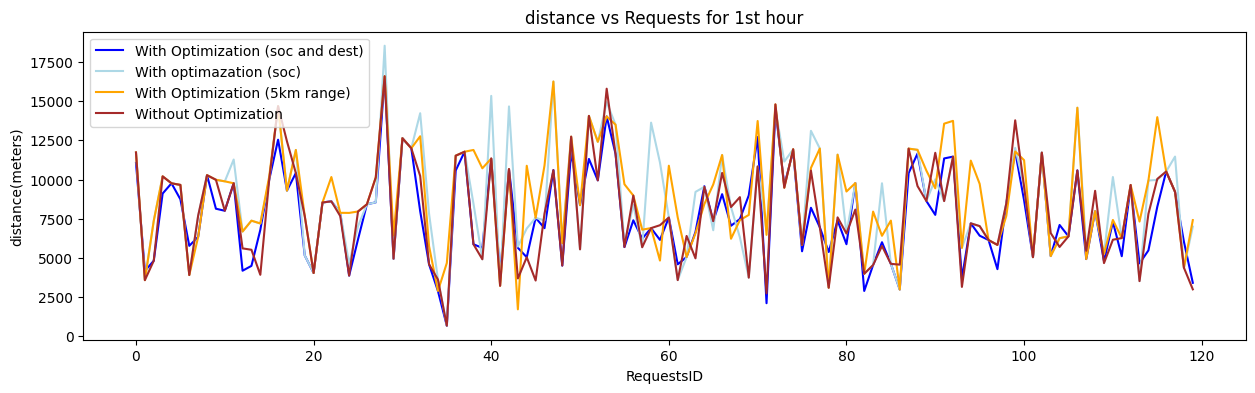 distance vs Requests for 1st hour
With Optimization (soc and dest)
With optimazation (soc)
With Optimization (5km range)
Without Optimization
distance(meters)
17500
15000
12500
10000
7500
5000
2500
0
0 20 40 60 80 100 120
RequestsID